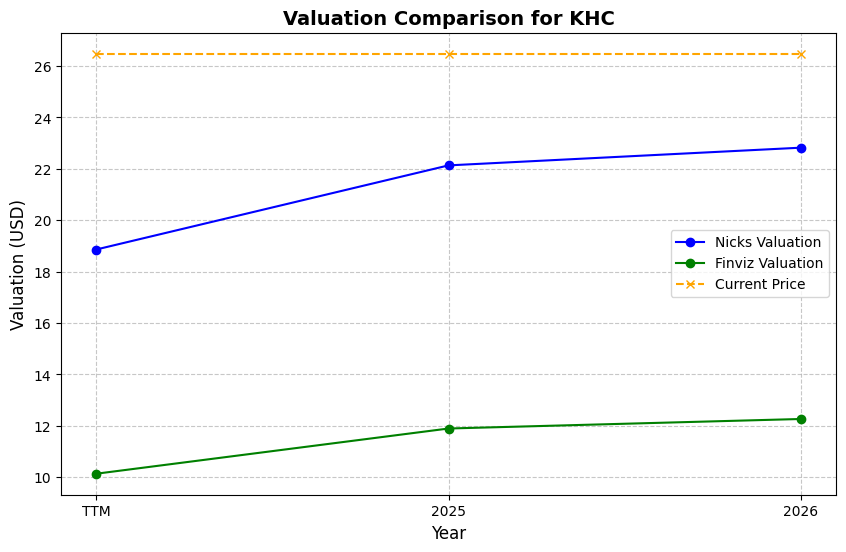 Valuation Comparison for KHC
Valuation (USD)
26
24
22
20
18
16
14
12
10
Nicks Valuation
Finviz Valuation
Current Price
TTM
2025
2026
Year